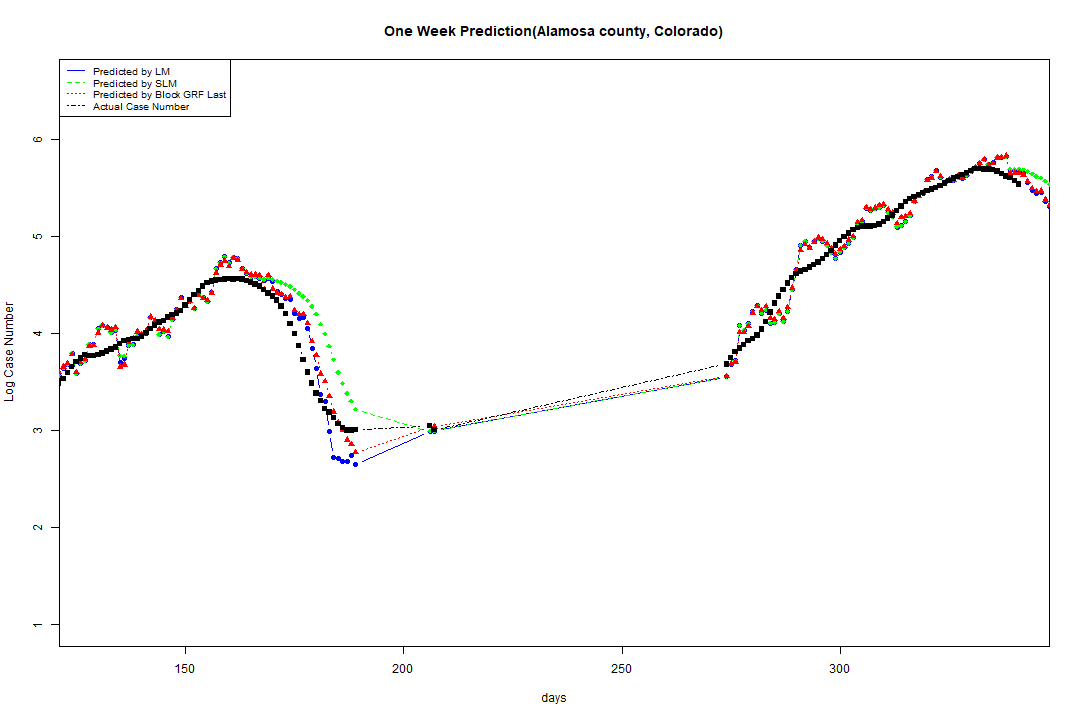 One Week Prediction(Alamosa county, Colorado)
Predicted by LM
Predicted by SLM
Predicted by Block GRF Last
Actual Case Number
6
5
4
3
2
1
Log Case Number
150 200 250 300
days